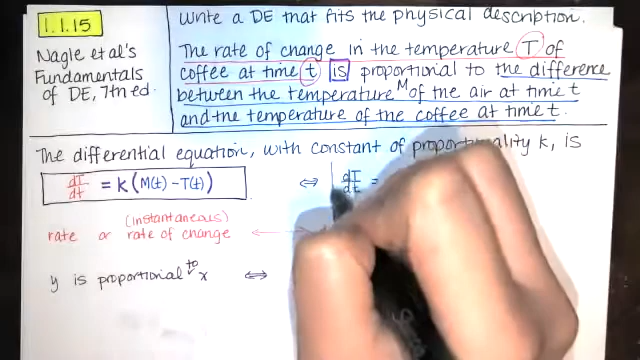 1.1.15
Nagle et al's
Fundamentals
of DE, 7th ed.
Write a DE that fits the physical description.
The rate of change in the temperature T of
coffee at time t is proportional to the difference
between the temperature M of the air at time t
and the temperature of the coffee at time t.
The differential equation, with constant of proportionality k, is
dT/dt = k(M(t) - T(t))
⇔ dT/dt =
(instantaneous)
rate or rate of change
y is proportional to x ⇔